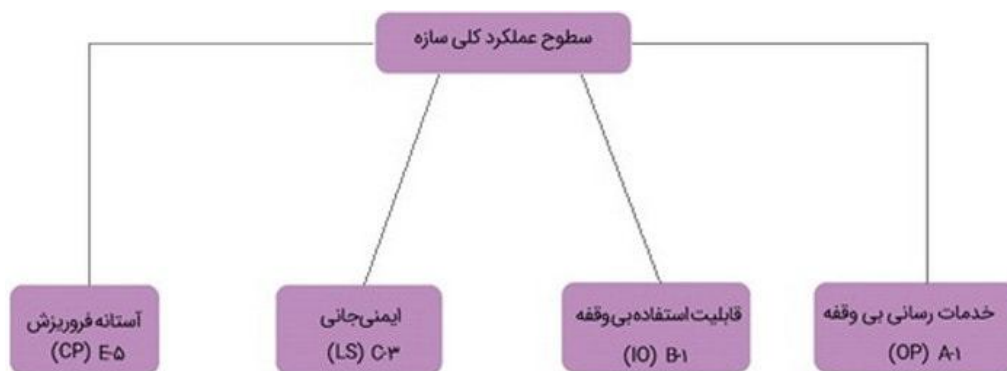 سطوح عملکرد کلی سازه
خدمات رسانی بی وقفه
(OP) A-۱
قابلیت استفاده بی‌وقفه
(IO) B-۱
ایمنی جانی
(LS) C-۳
آستانه فروریزش
(CP) E-۵